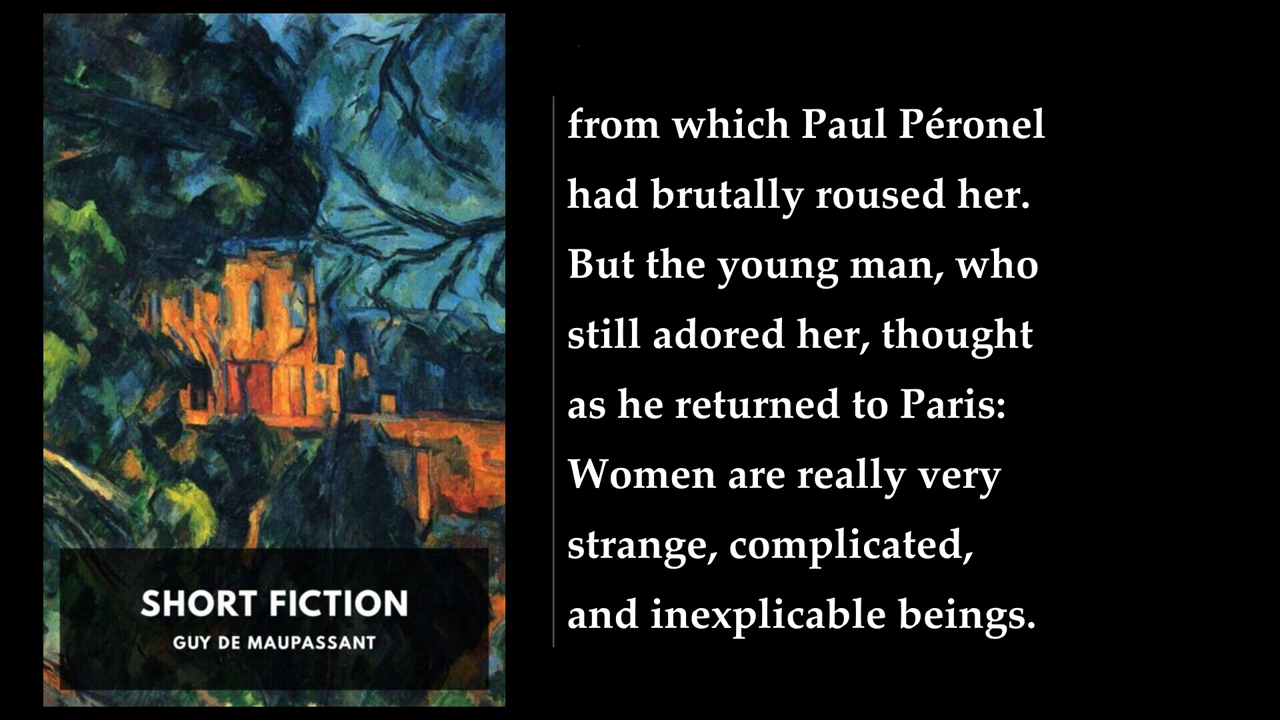 SHORT FICTION
GUY DE MAUPASSANT
from which Paul Péronel
had brutally roused her.
But the young man, who
still adored her, thought
as he returned to Paris:
Women are really very
strange, complicated,
and inexplicable beings.